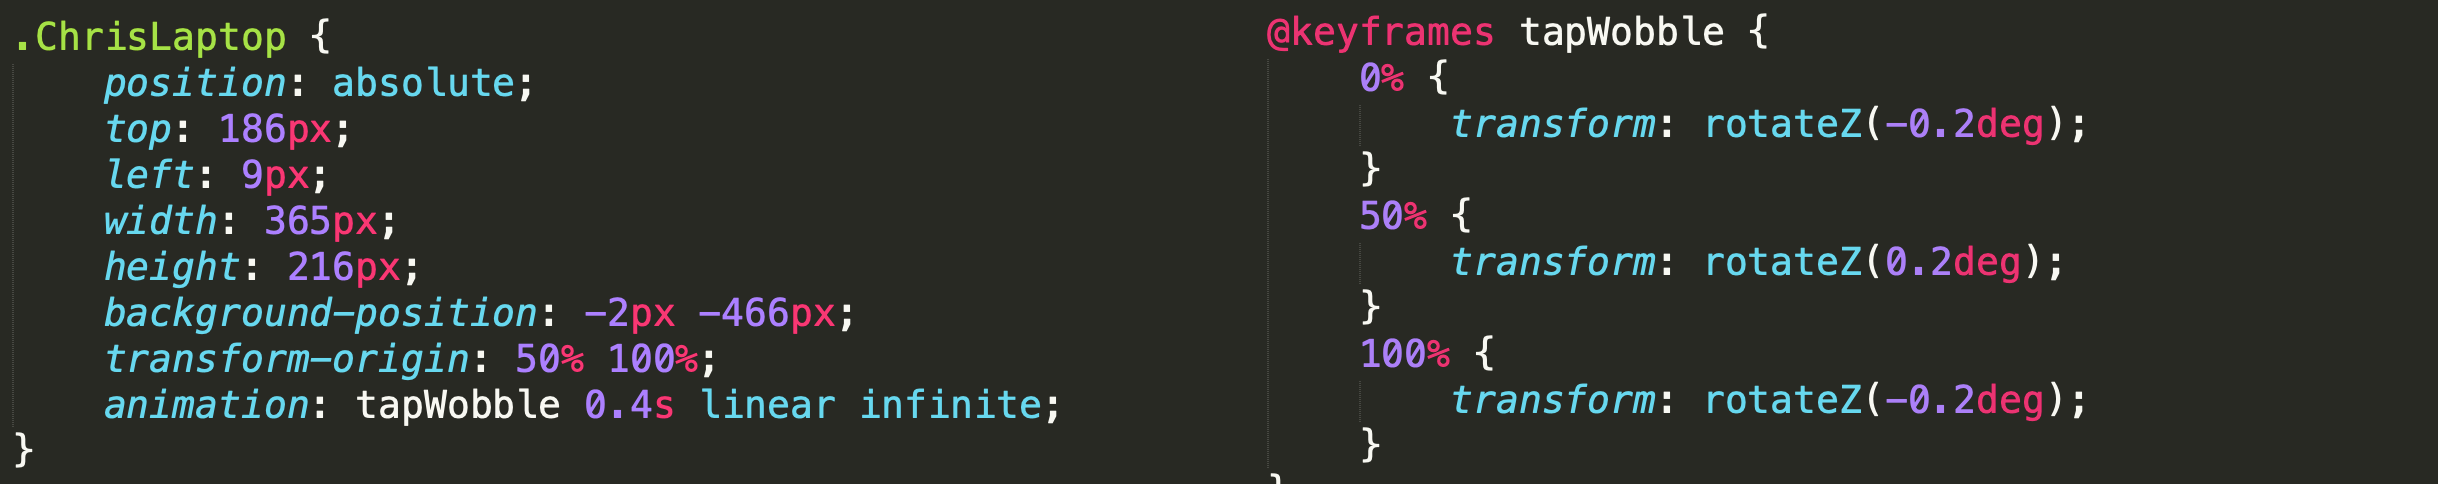 .ChrisLaptop {
    position: absolute;
    top: 186px;
    left: 9px;
    width: 365px;
    height: 216px;
    background-position: -2px -466px;
    transform-origin: 50% 100%;
    animation: tapWobble 0.4s linear infinite;
}
@keyframes tapWobble {
    0% {
        transform: rotateZ(-0.2deg);
    }
    50% {
        transform: rotateZ(0.2deg);
    }
    100% {
        transform: rotateZ(-0.2deg);
    }
}